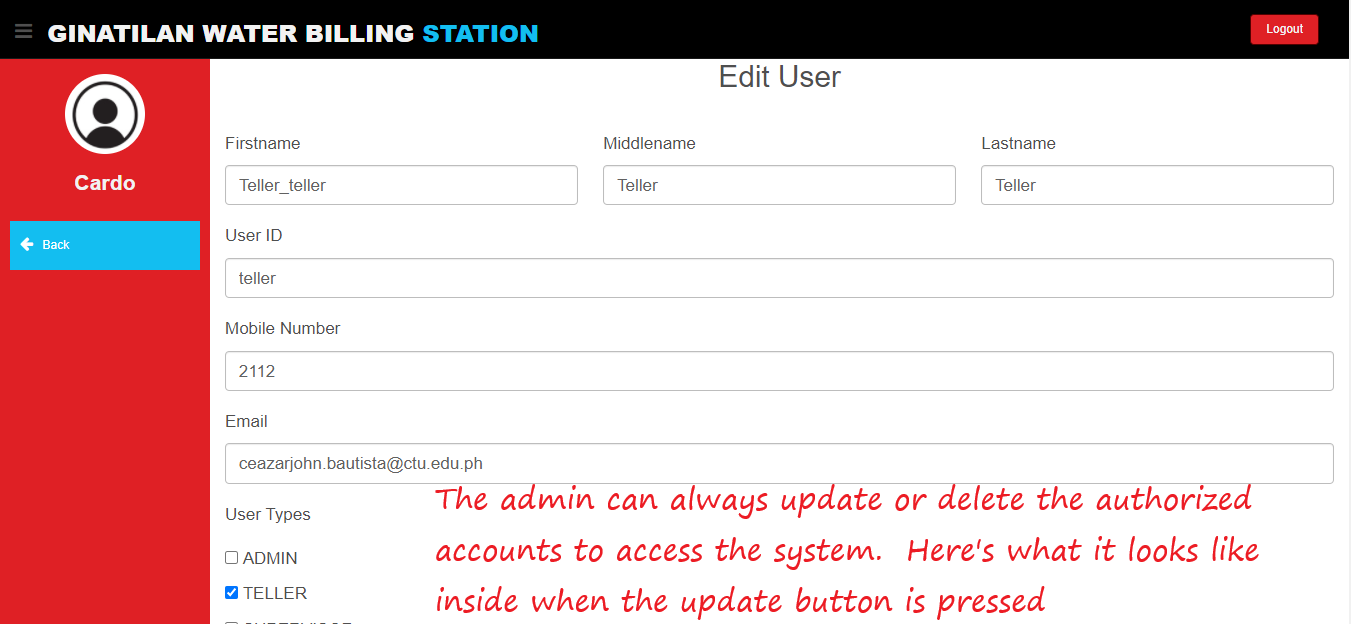 GINATILAN WATER BILLING STATION
Logout
Cardo
Back
Edit User
Firstname Middlename Lastname
Teller_teller Teller Teller
User ID
teller
Mobile Number
2112
Email
ceazarjohn.bautista@ctu.edu.ph
User Types
ADMIN
TELLER
The admin can always update or delete the authorized
accounts to access the system. Here's what it looks like
inside when the update button is pressed